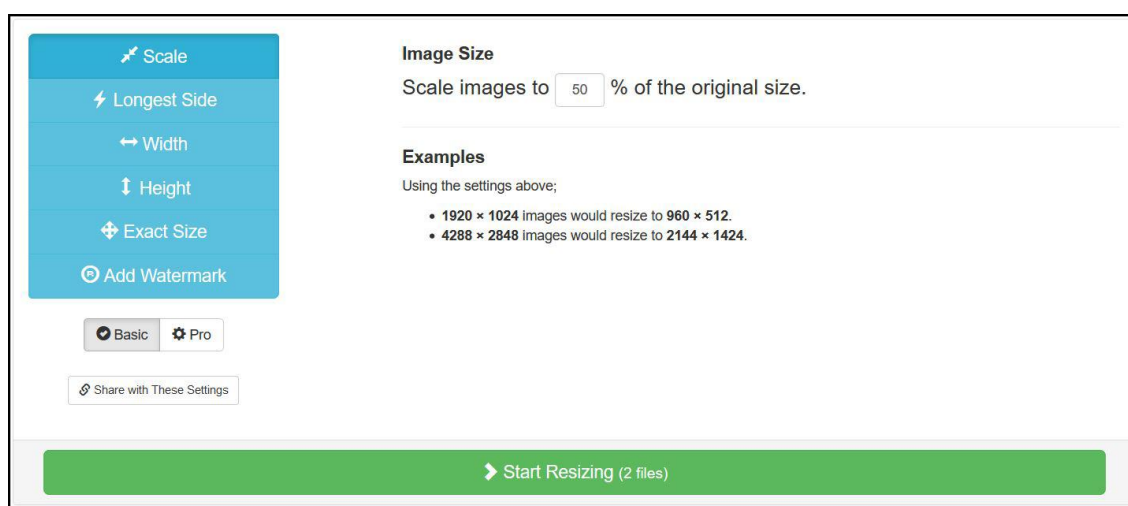 Scale
Longest Side
Width
Height
Exact Size
Add Watermark
Basic
Pro
Share with These Settings
Image Size
Scale images to 50 % of the original size.
Examples
Using the settings above;
• 1920 × 1024 images would resize to 960 × 512.
• 4288 × 2848 images would resize to 2144 × 1424.
Start Resizing (2 files)